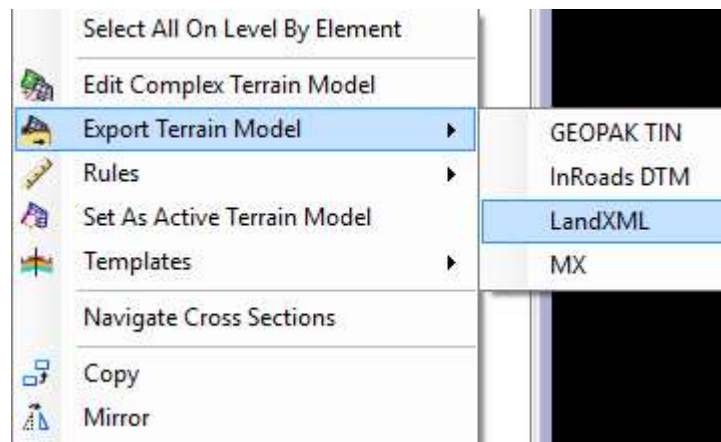 Select All On Level By Element
Edit Complex Terrain Model
Export Terrain Model
Rules
Set As Active Terrain Model
Templates
Navigate Cross Sections
Copy
Mirror
GEOPAK TIN
InRoads DTM
LandXML
MX